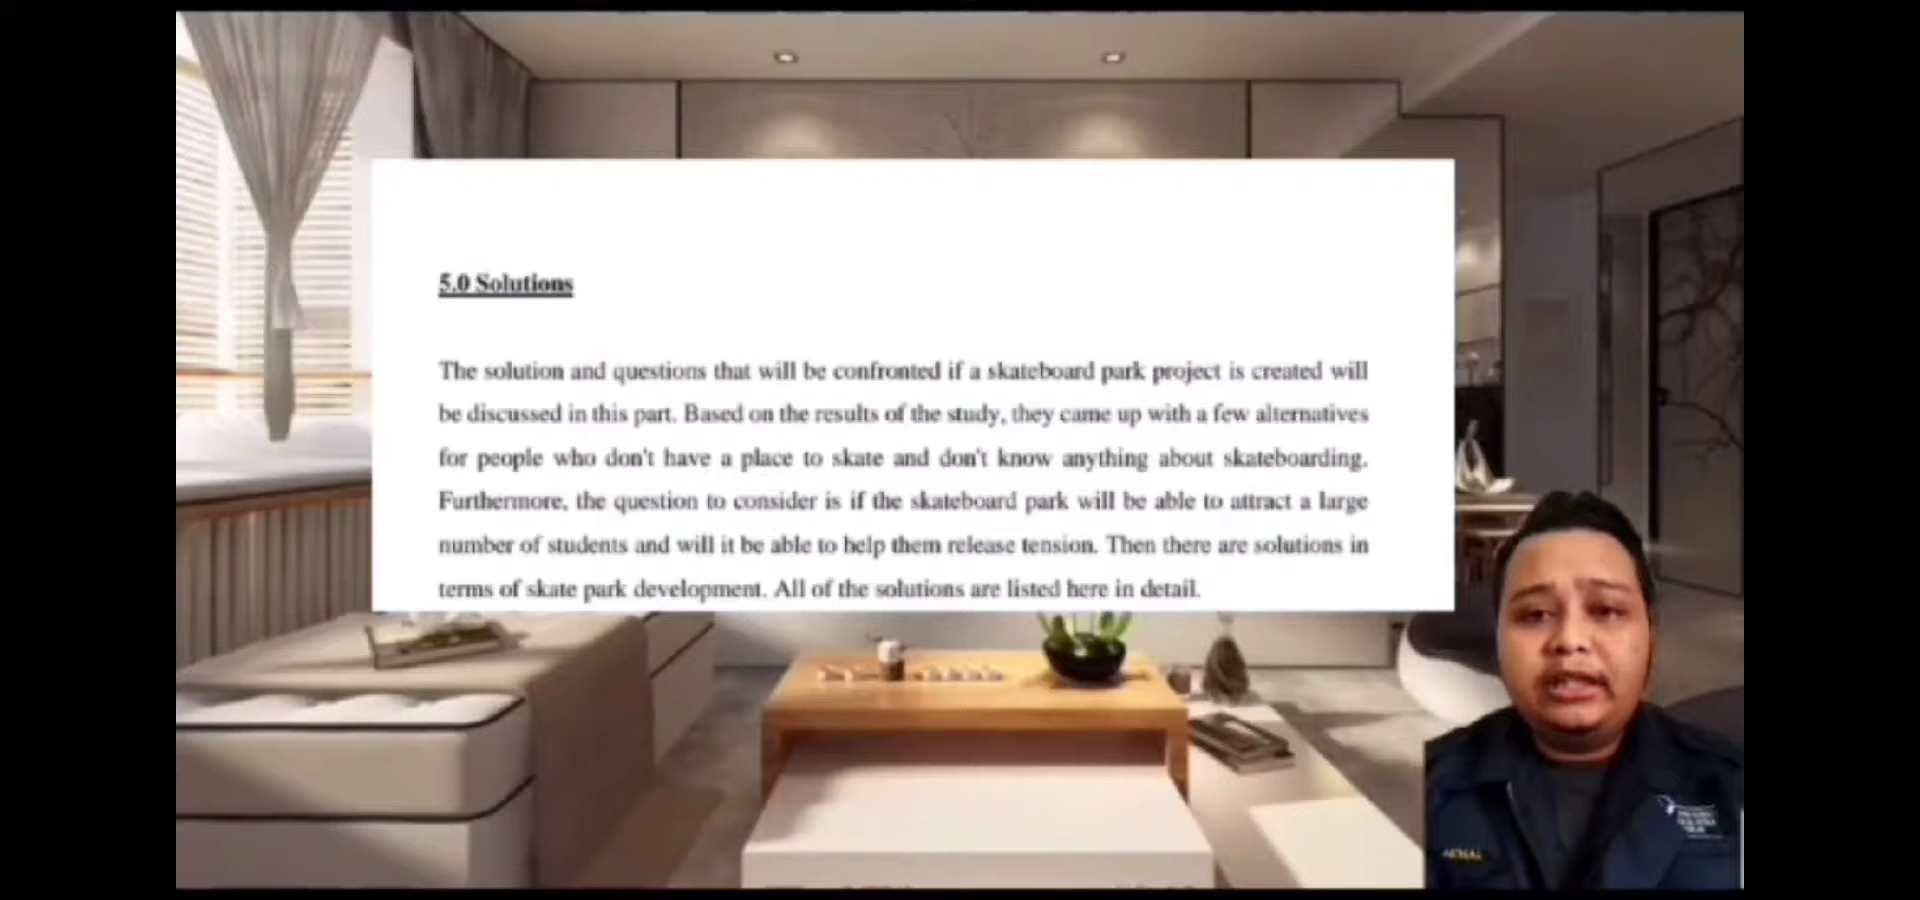 5.0 Solutions
The solution and questions that will be confronted if a skateboard park project is created will
be discussed in this part. Based on the results of the study, they came up with a few alternatives
for people who don't have a place to skate and don't know anything about skateboarding.
Furthermore, the question to consider is if the skateboard park will be able to attract a large
number of students and will it be able to help them release tension. Then there are solutions in
terms of skate park development. All of the solutions are listed here in detail.